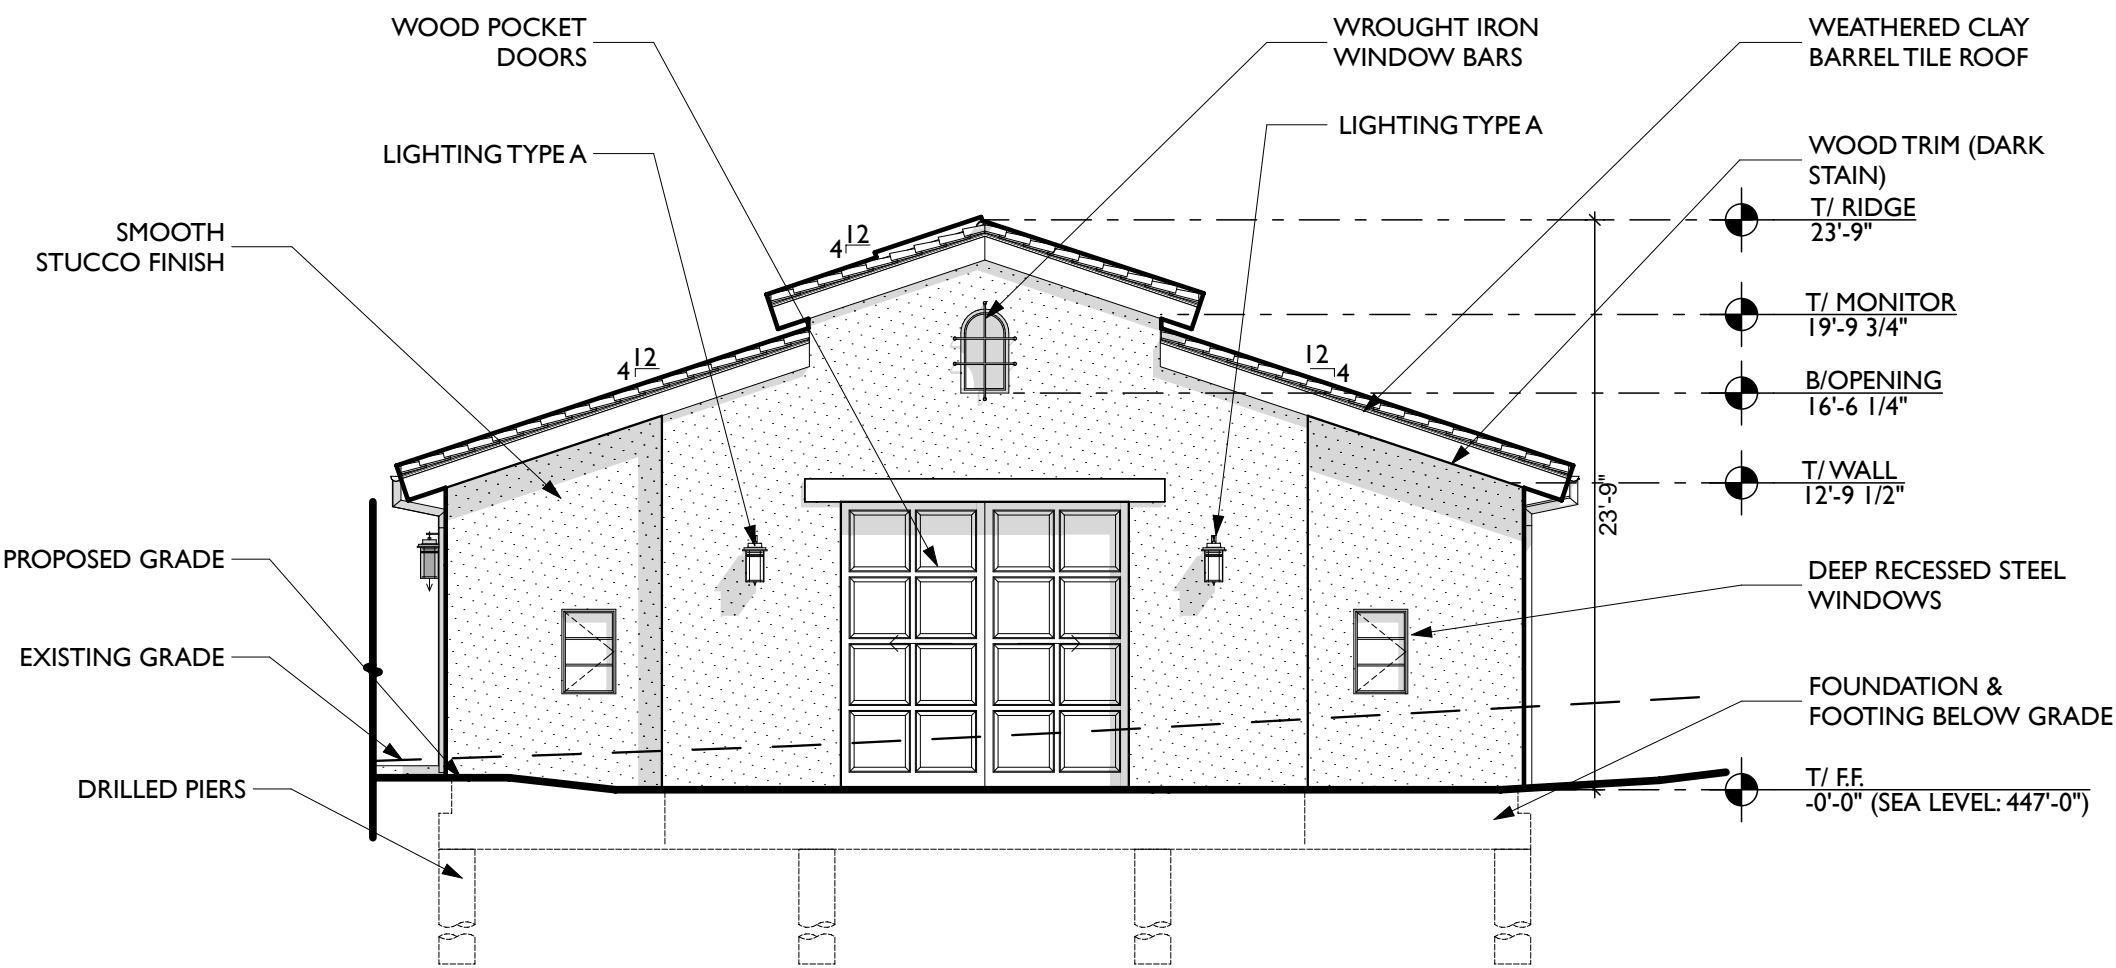 WOOD POCKET
DOORS
WROUGHT IRON
WINDOW BARS
WEATHERED CLAY
BARREL TILE ROOF
LIGHTING TYPE A
LIGHTING TYPE A
WOOD TRIM (DARK
STAIN)
T/ RIDGE
23'-9"
SMOOTH
STUCCO FINISH
12
4
T/ MONITOR
19'-9 3/4"
12
4
12
4
B/OPENING
16'-6 1/4"
T/ WALL
12'-9 1/2"
23'-9"
PROPOSED GRADE
DEEP RECESSED STEEL
WINDOWS
EXISTING GRADE
FOUNDATION &
FOOTING BELOW GRADE
DRILLED PIERS
T/ F.F.
-0'-0" (SEA LEVEL: 447'-0")